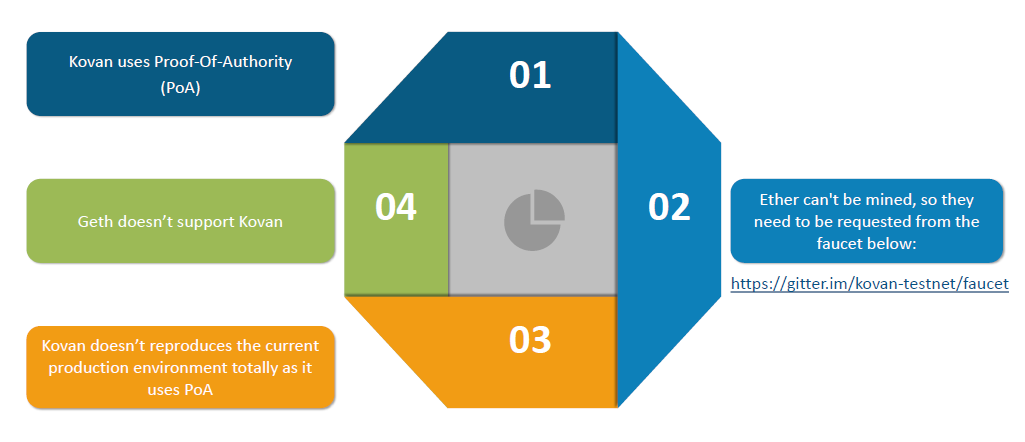 Kovan uses Proof-Of-Authority
(PoA)
01
02
Ether can't be mined, so they
need to be requested from the
faucet below:
https://gitter.im/kovan-testnet/faucet
03
Kovan doesn’t reproduces the current
production environment totally as it
uses PoA
04
Geth doesn’t support Kovan